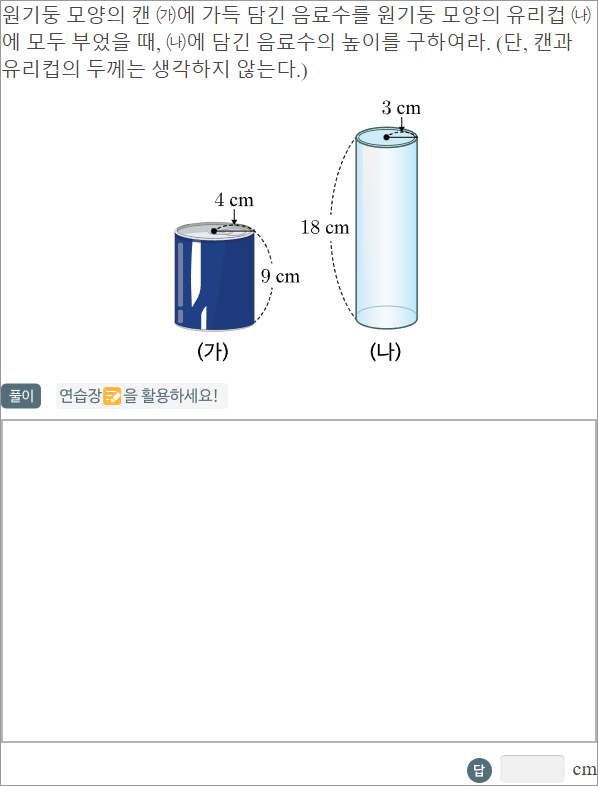 원기둥 모양의 캔 ㈎에 가득 담긴 음료수를 원기둥 모양의 유리컵 ㈏
에 모두 부었을 때, ㈏에 담긴 음료수의 높이를 구하여라. (단, 캔과
유리컵의 두께는 생각하지 않는다.)
3 cm
4 cm
18 cm
9 cm
(가)
(나)
풀이 연습장을 활용하세요!
답 cm